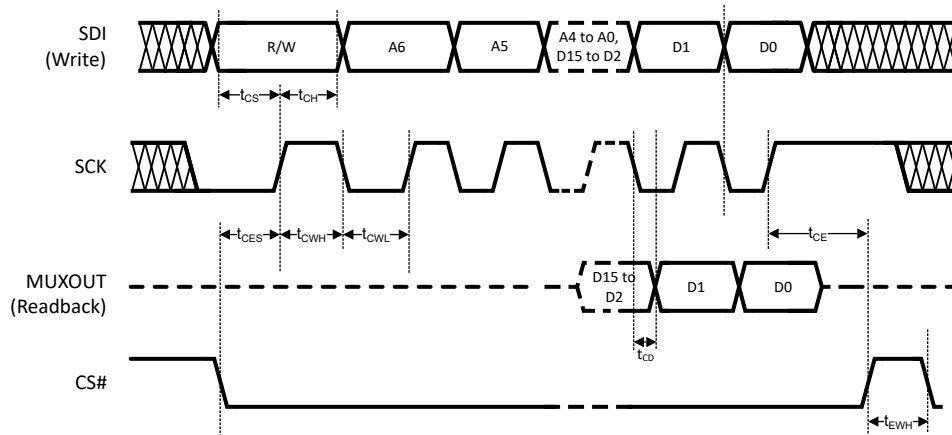 SDI
(Write)
R/W
A6
A5
A4 to A0,
D15 to D2
D1
D0
tCS
tCH
SCK
tCES
tCWH
tCWL
tCE
MUXOUT
(Readback)
D15 to
D2
D1
D0
tCD
CS#
tEWH